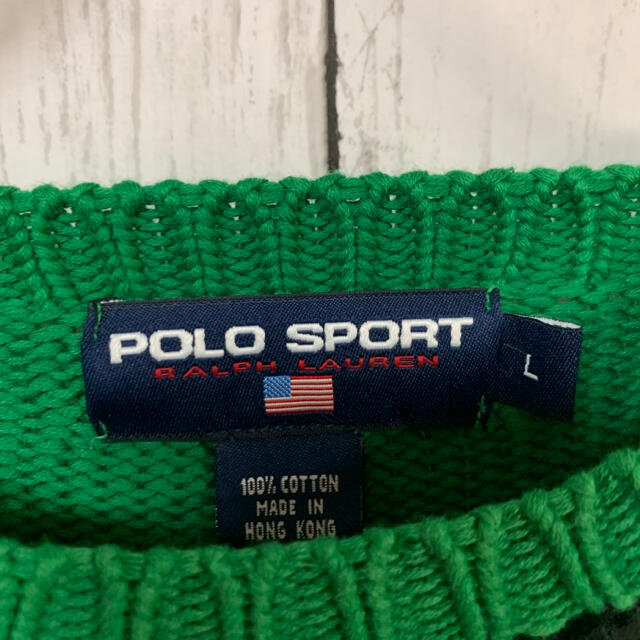 POLO SPORT
RALPH LAUREN
L
100% COTTON
MADE IN
HONG KONG